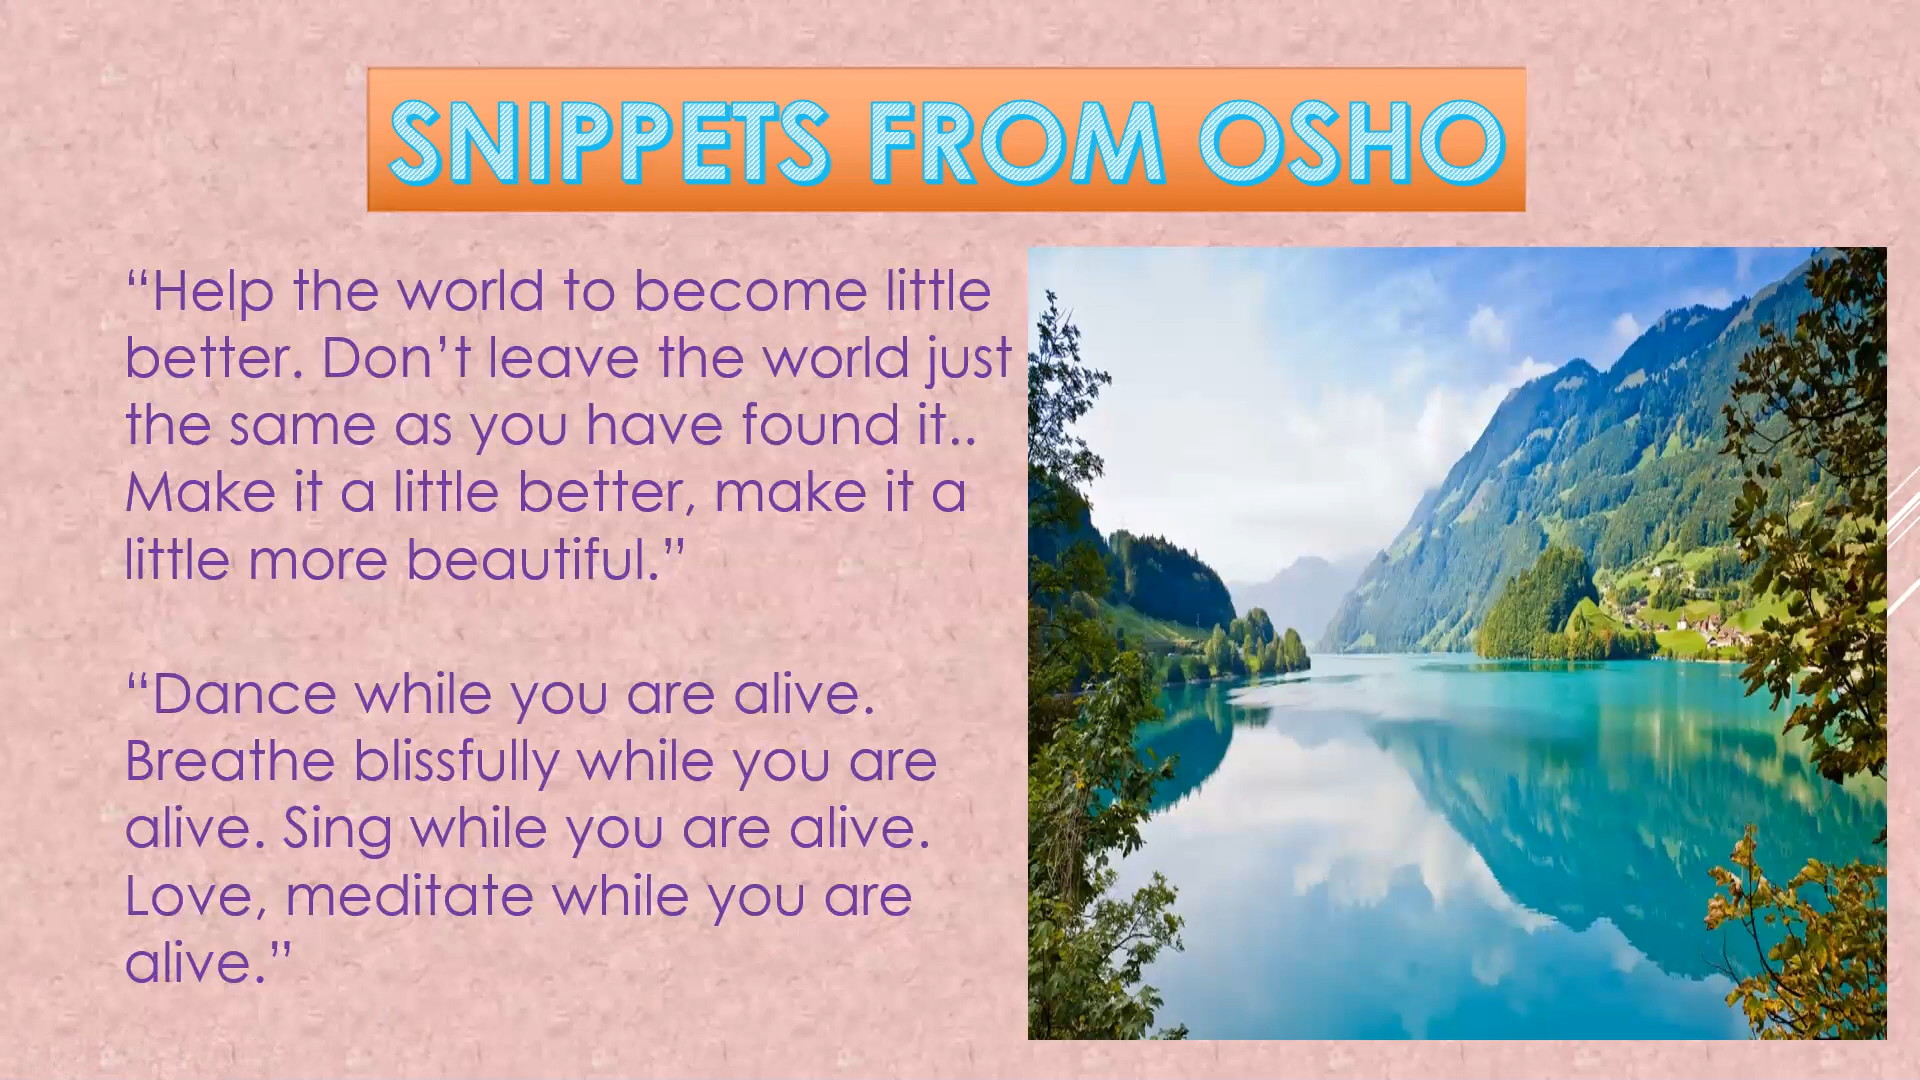 SNIPPETS FROM OSHO
“Help the world to become little
better. Don’t leave the world just
the same as you have found it..
Make it a little better, make it a
little more beautiful.”
“Dance while you are alive.
Breathe blissfully while you are
alive. Sing while you are alive.
Love, meditate while you are
alive.”